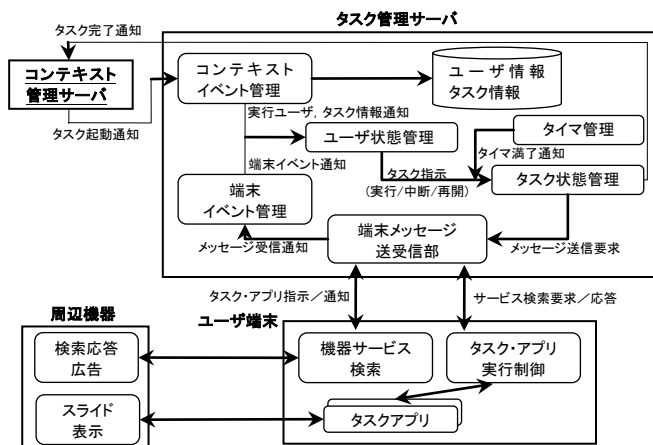 タスク管理サーバ
タスク完了通知
コンテキスト
管理サーバ
タスク起動通知
コンテキスト
イベント管理
ユーザ情報
タスク情報
実行ユーザ, タスク情報通知
ユーザ状態管理
タイマ管理
タイマ満了通知
端末イベント通知
タスク指示
(実行/中断/再開)
タスク状態管理
端末
イベント管理
メッセージ受信通知
端末メッセージ
送受信部
メッセージ送信要求
タスク・アプリ指示／通知
サービス検索要求／応答
周辺機器
ユーザ端末
検索応答
広告
機器サービス
検索
タスク・アプリ
実行制御
スライド
表示
タスクアプリ